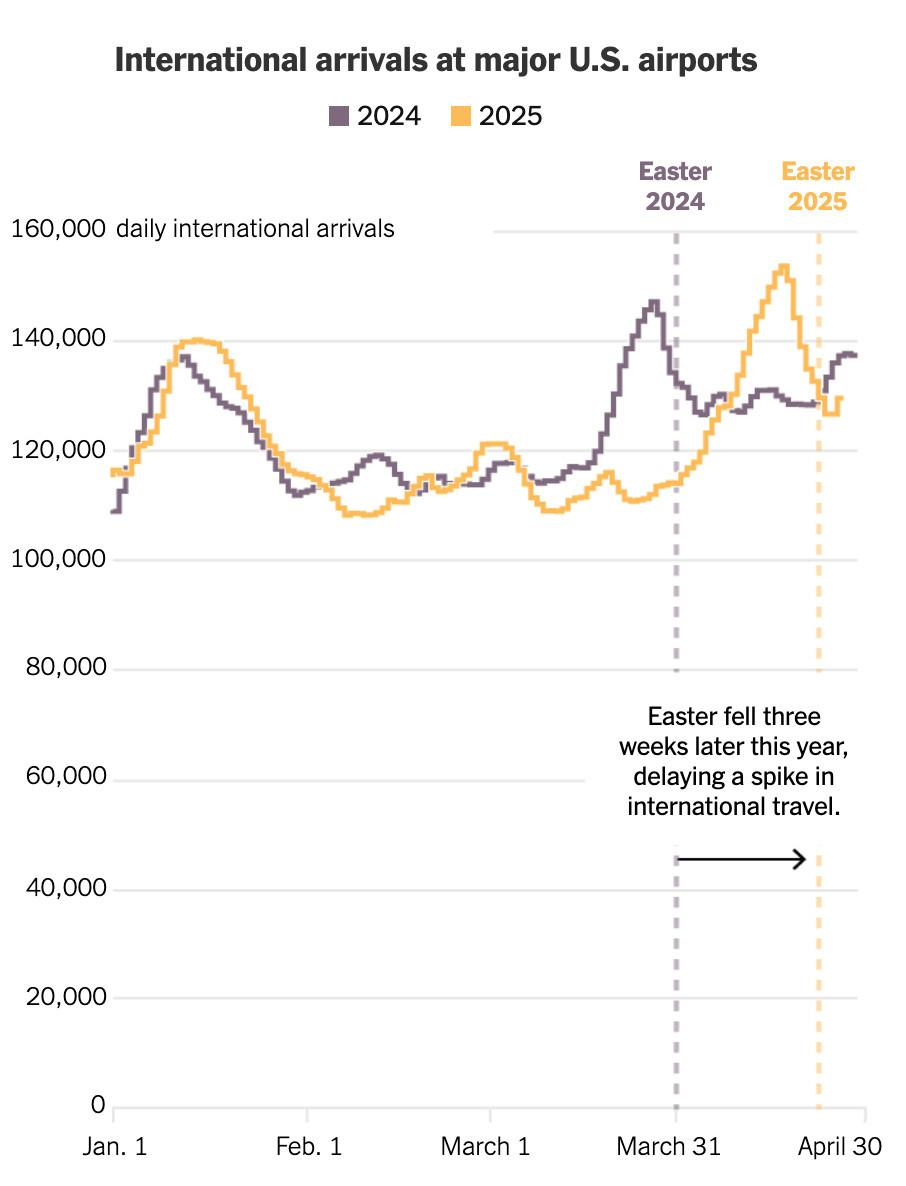 International arrivals at major U.S. airports
2024 2025
Easter 2024
Easter 2025
160,000 daily international arrivals
140,000
120,000
100,000
80,000
Easter fell three
weeks later this year,
delaying a spike in
international travel.
60,000
40,000
20,000
0
Jan. 1 Feb. 1 March 1 March 31 April 30